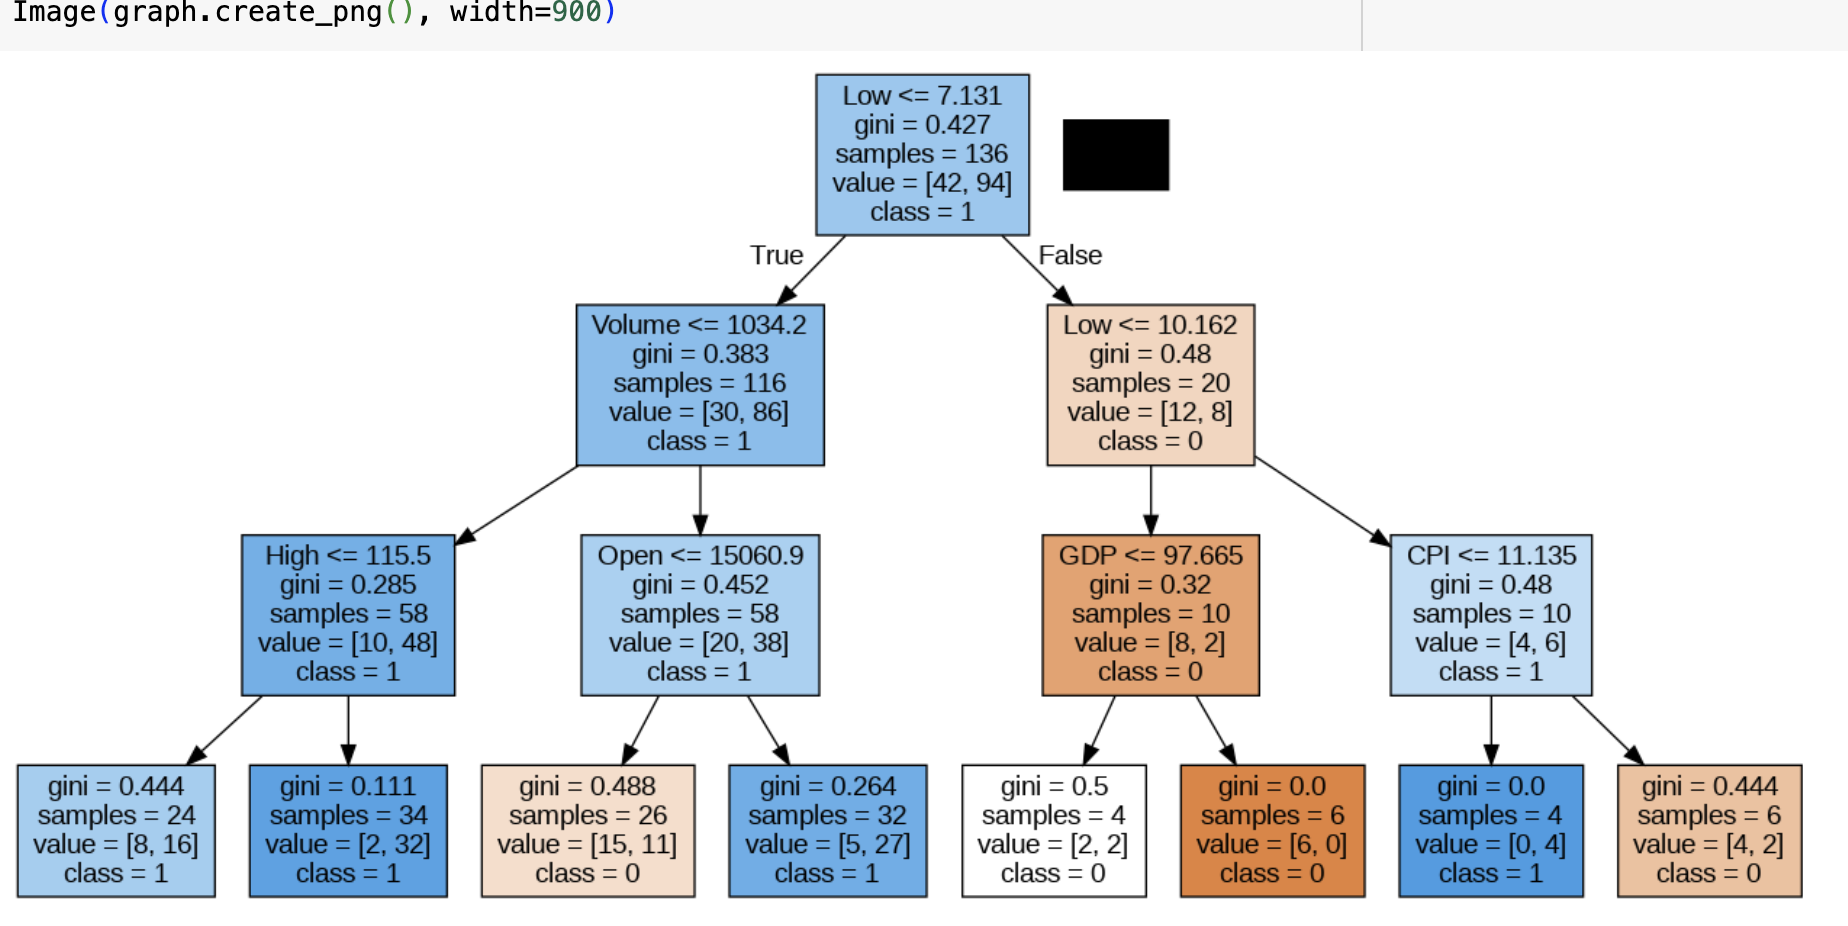 Image(graph.create_png(), width=900)
Low <= 7.131
gini = 0.427
samples = 136
value = [42, 94]
class = 1
True
False
Volume <= 1034.2
gini = 0.383
samples = 116
value = [30, 86]
class = 1
Low <= 10.162
gini = 0.48
samples = 20
value = [12, 8]
class = 0
High <= 115.5
gini = 0.285
samples = 58
value = [10, 48]
class = 1
Open <= 15060.9
gini = 0.452
samples = 58
value = [20, 38]
class = 1
GDP <= 97.665
gini = 0.32
samples = 10
value = [8, 2]
class = 0
CPI <= 11.135
gini = 0.48
samples = 10
value = [4, 6]
class = 1
gini = 0.444
samples = 24
value = [8, 16]
class = 1
gini = 0.111
samples = 34
value = [2, 32]
class = 1
gini = 0.488
samples = 26
value = [15, 11]
class = 0
gini = 0.264
samples = 32
value = [5, 27]
class = 1
gini = 0.5
samples = 4
value = [2, 2]
class = 0
gini = 0.0
samples = 6
value = [6, 0]
class = 0
gini = 0.0
samples = 4
value = [0, 4]
class = 1
gini = 0.444
samples = 6
value = [4, 2]
class = 0